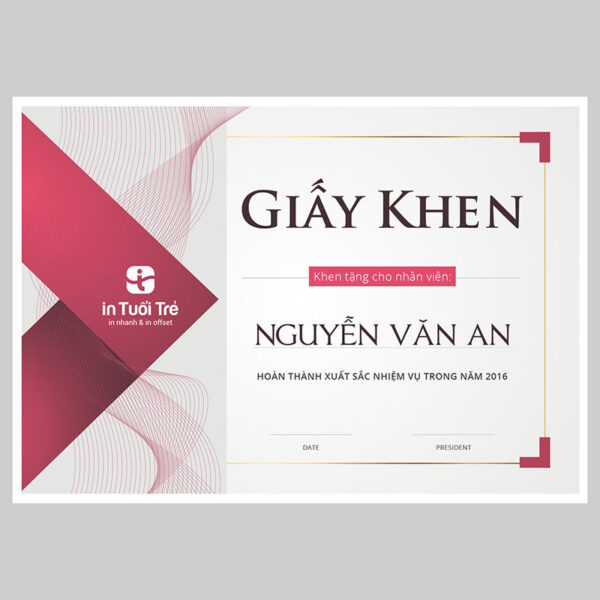 GIẤY KHEN
Khen tặng cho nhân viên:
in Tuổi Trẻ
in nhanh & in offset
NGUYỄN VĂN AN
HOÀN THÀNH XUẤT SẮC NHIỆM VỤ TRONG NĂM 2016
DATE
PRESIDENT